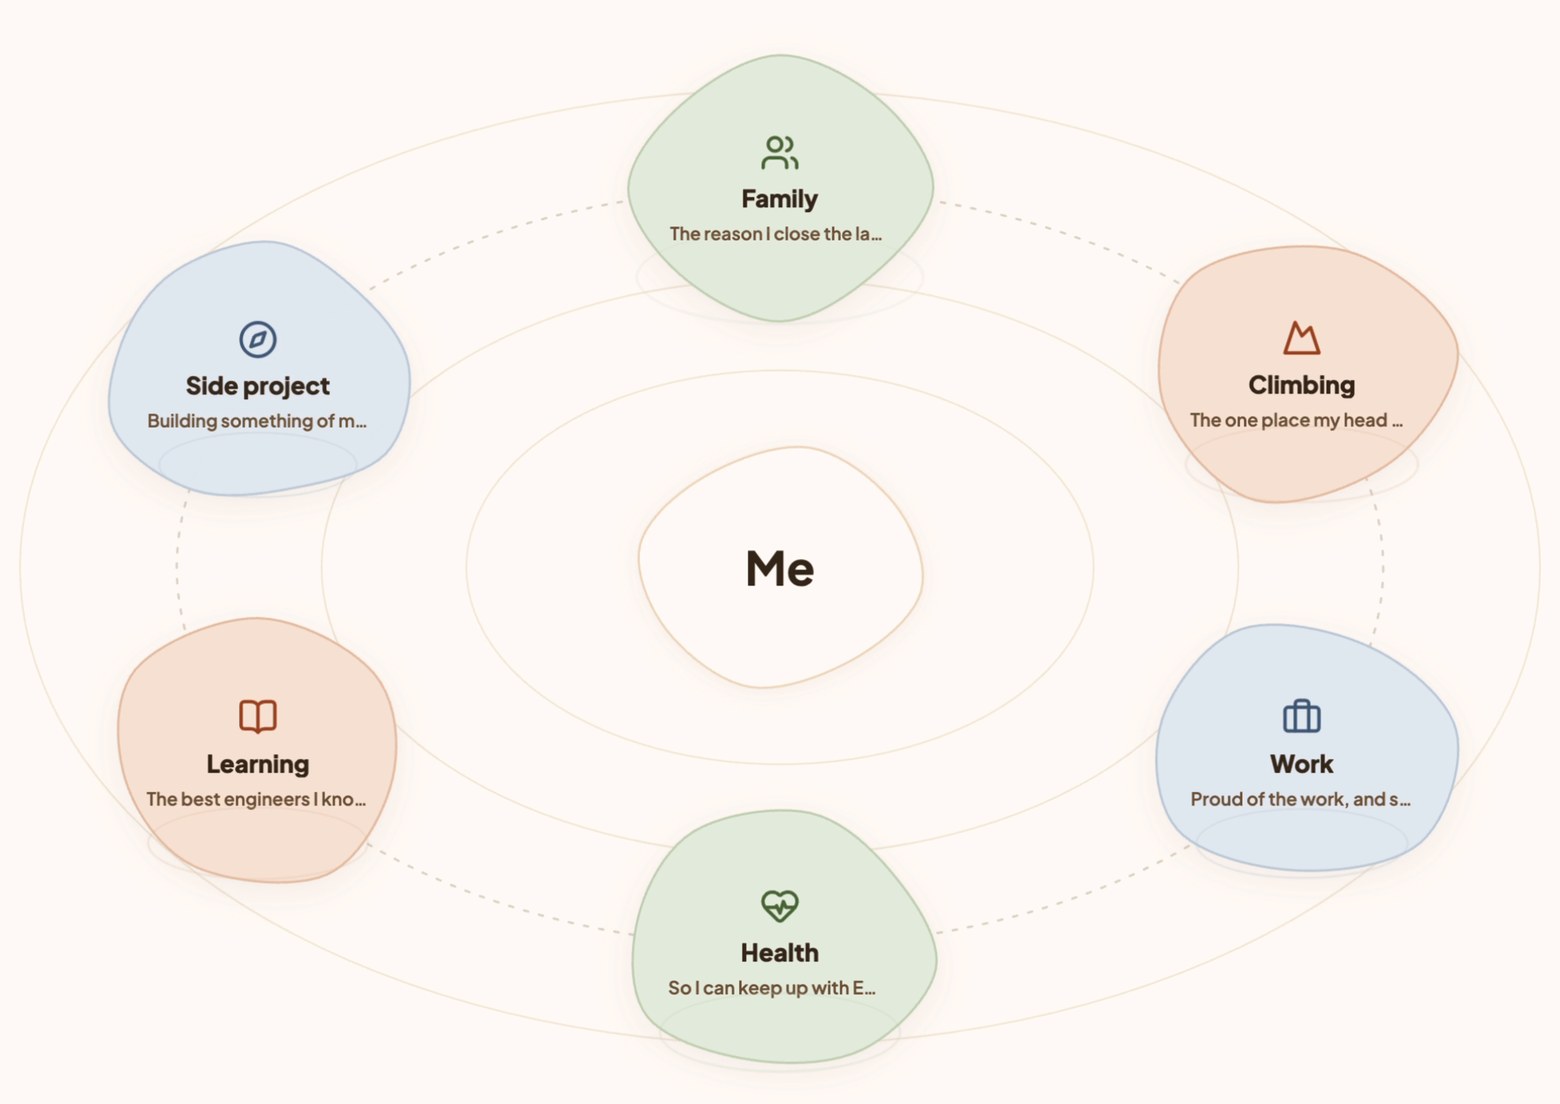 Family
The reason I close the la...
Side project
Building something of m...
Climbing
The one place my head ...
Me
Learning
The best engineers I kno...
Work
Proud of the work, and s...
Health
So I can keep up with E...